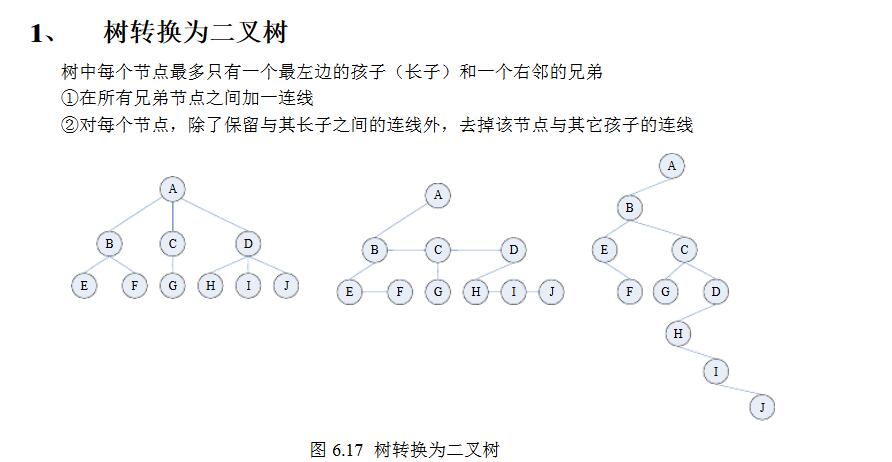 1、 树转换为二叉树
树中每个节点最多只有一个最左边的孩子（长子）和一个右邻的兄弟
①在所有兄弟节点之间加一连线
②对每个节点，除了保留与其长子之间的连线外，去掉该节点与其它孩子的连线
A
B C D
E F G H I J
A
B C D
E F G H I J
A
B
E C
F G D
H
I
J
图 6.17 树转换为二叉树